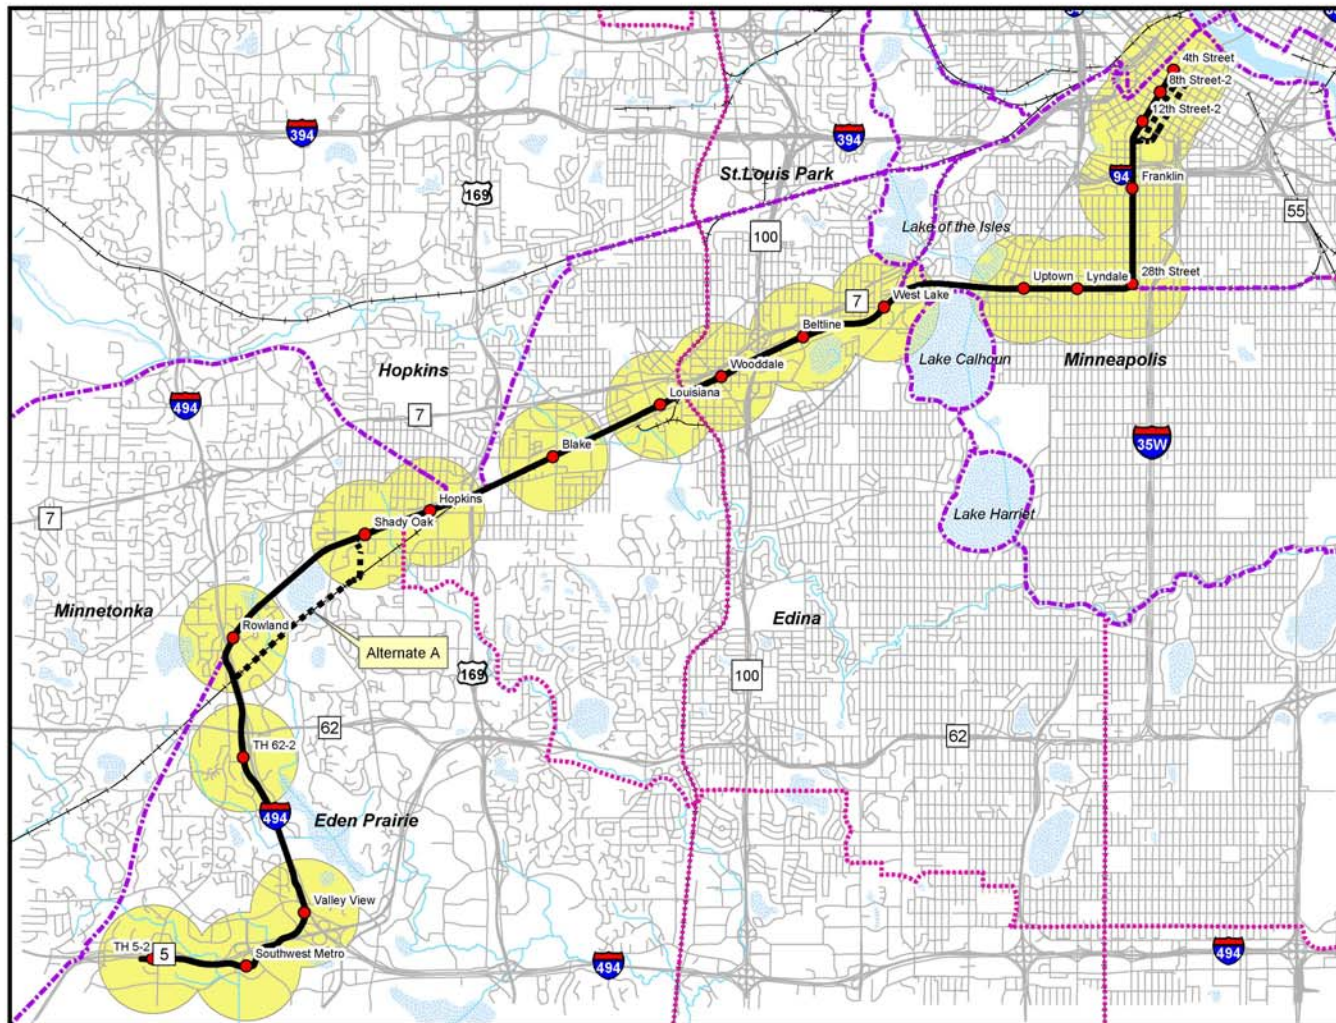 4th Street
8th Street-2
12th Street-2
394
394
St.Louis Park
94
Franklin
169
55
100
Lake of the Isles
Uptown
Lyndale
28th Street
7
West Lake
Beltline
Lake Calhoun
Minneapolis
Hopkins
Wooddale
494
Louisiana
7
35W
Blake
Hopkins
7
Shady Oak
Lake Harriet
Minnetonka
Rowland
Edina
Alternate A
169
100
62
62
TH 62-2
494
Eden Prairie
Valley View
TH 5-2
5
Southwest Metro
494
494